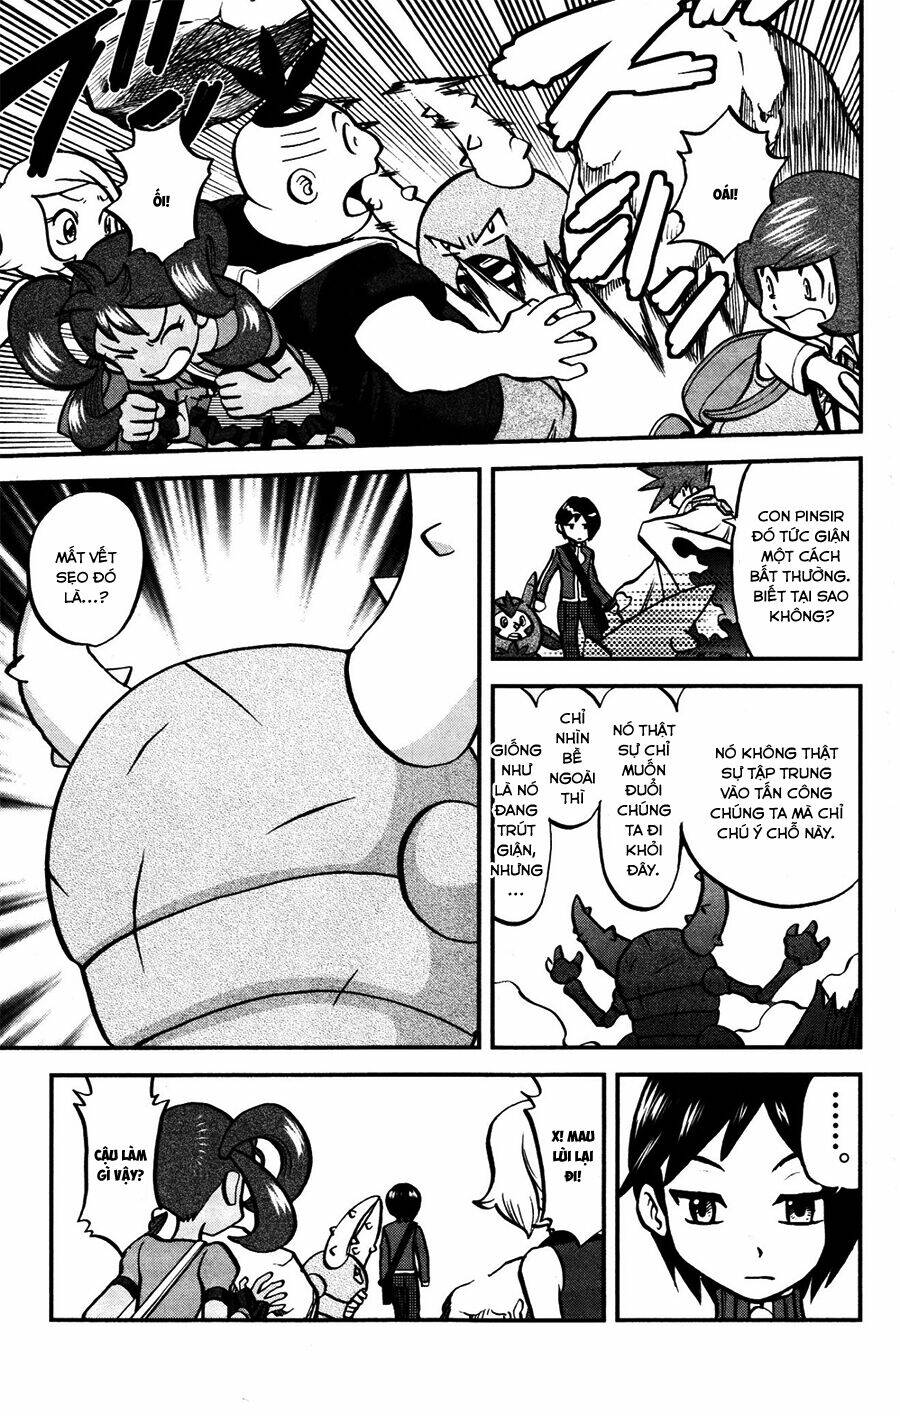 OÁI!
ỐI!
CON PINSIR
ĐÓ TỨC GIẬN
MỘT CÁCH
BẤT THƯỜNG.
BIẾT TẠI SAO
KHÔNG?
MẤT VẾT
SẸO ĐÓ
LÀ...?
NÓ KHÔNG THẬT
SỰ TẬP TRUNG
VÀO TẤN CÔNG
CHÚNG TA MÀ CHỈ
CHÚ Ý CHỖ NÀY.
NÓ THẬT
SỰ CHỈ
MUỐN
ĐUỔI
CHÚNG
TA ĐI
KHỎI
ĐÂY.
CHỈ
NHÌN
BỀ
NGOÀI
THÌ
GIỐNG
NHƯ
LÀ NÓ
ĐANG
TRÚT
GIẬN,
NHƯNG
...
......
X! MAU
LÙI LẠI
ĐI!
CẬU LÀM
GÌ VẬY?